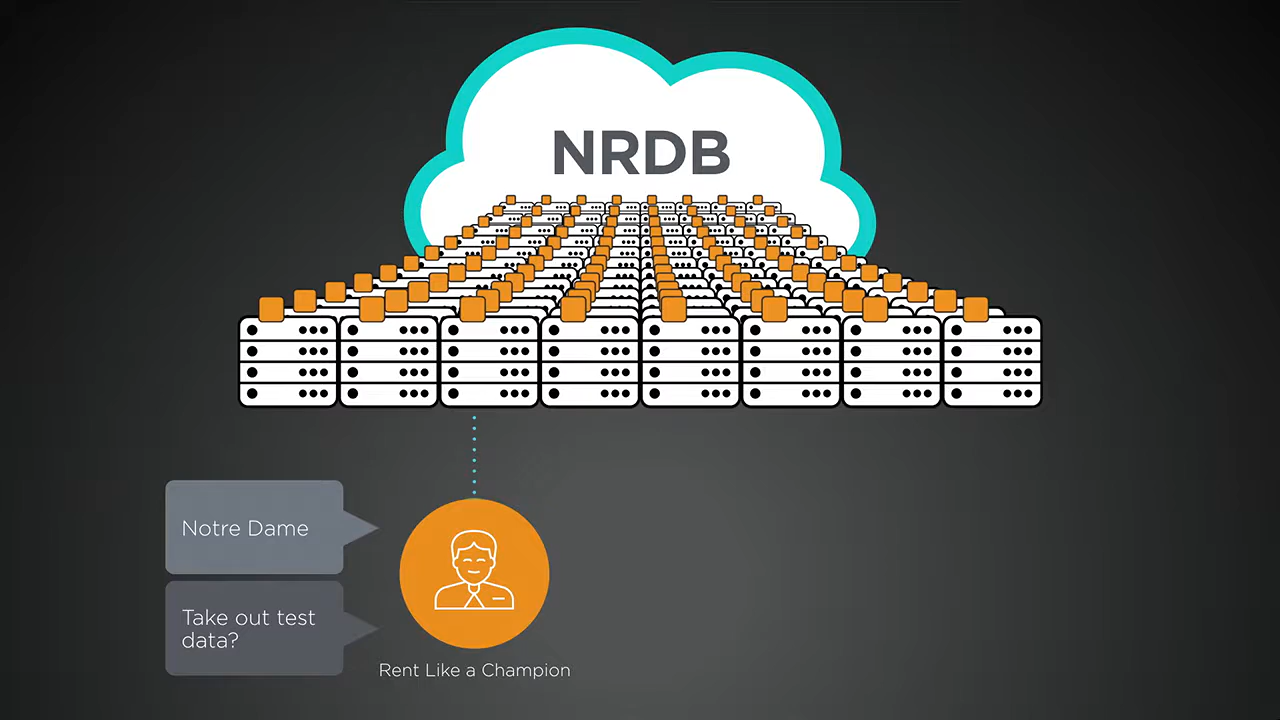 NRDB
Notre Dame
Take out test
data?
Rent Like a Champion